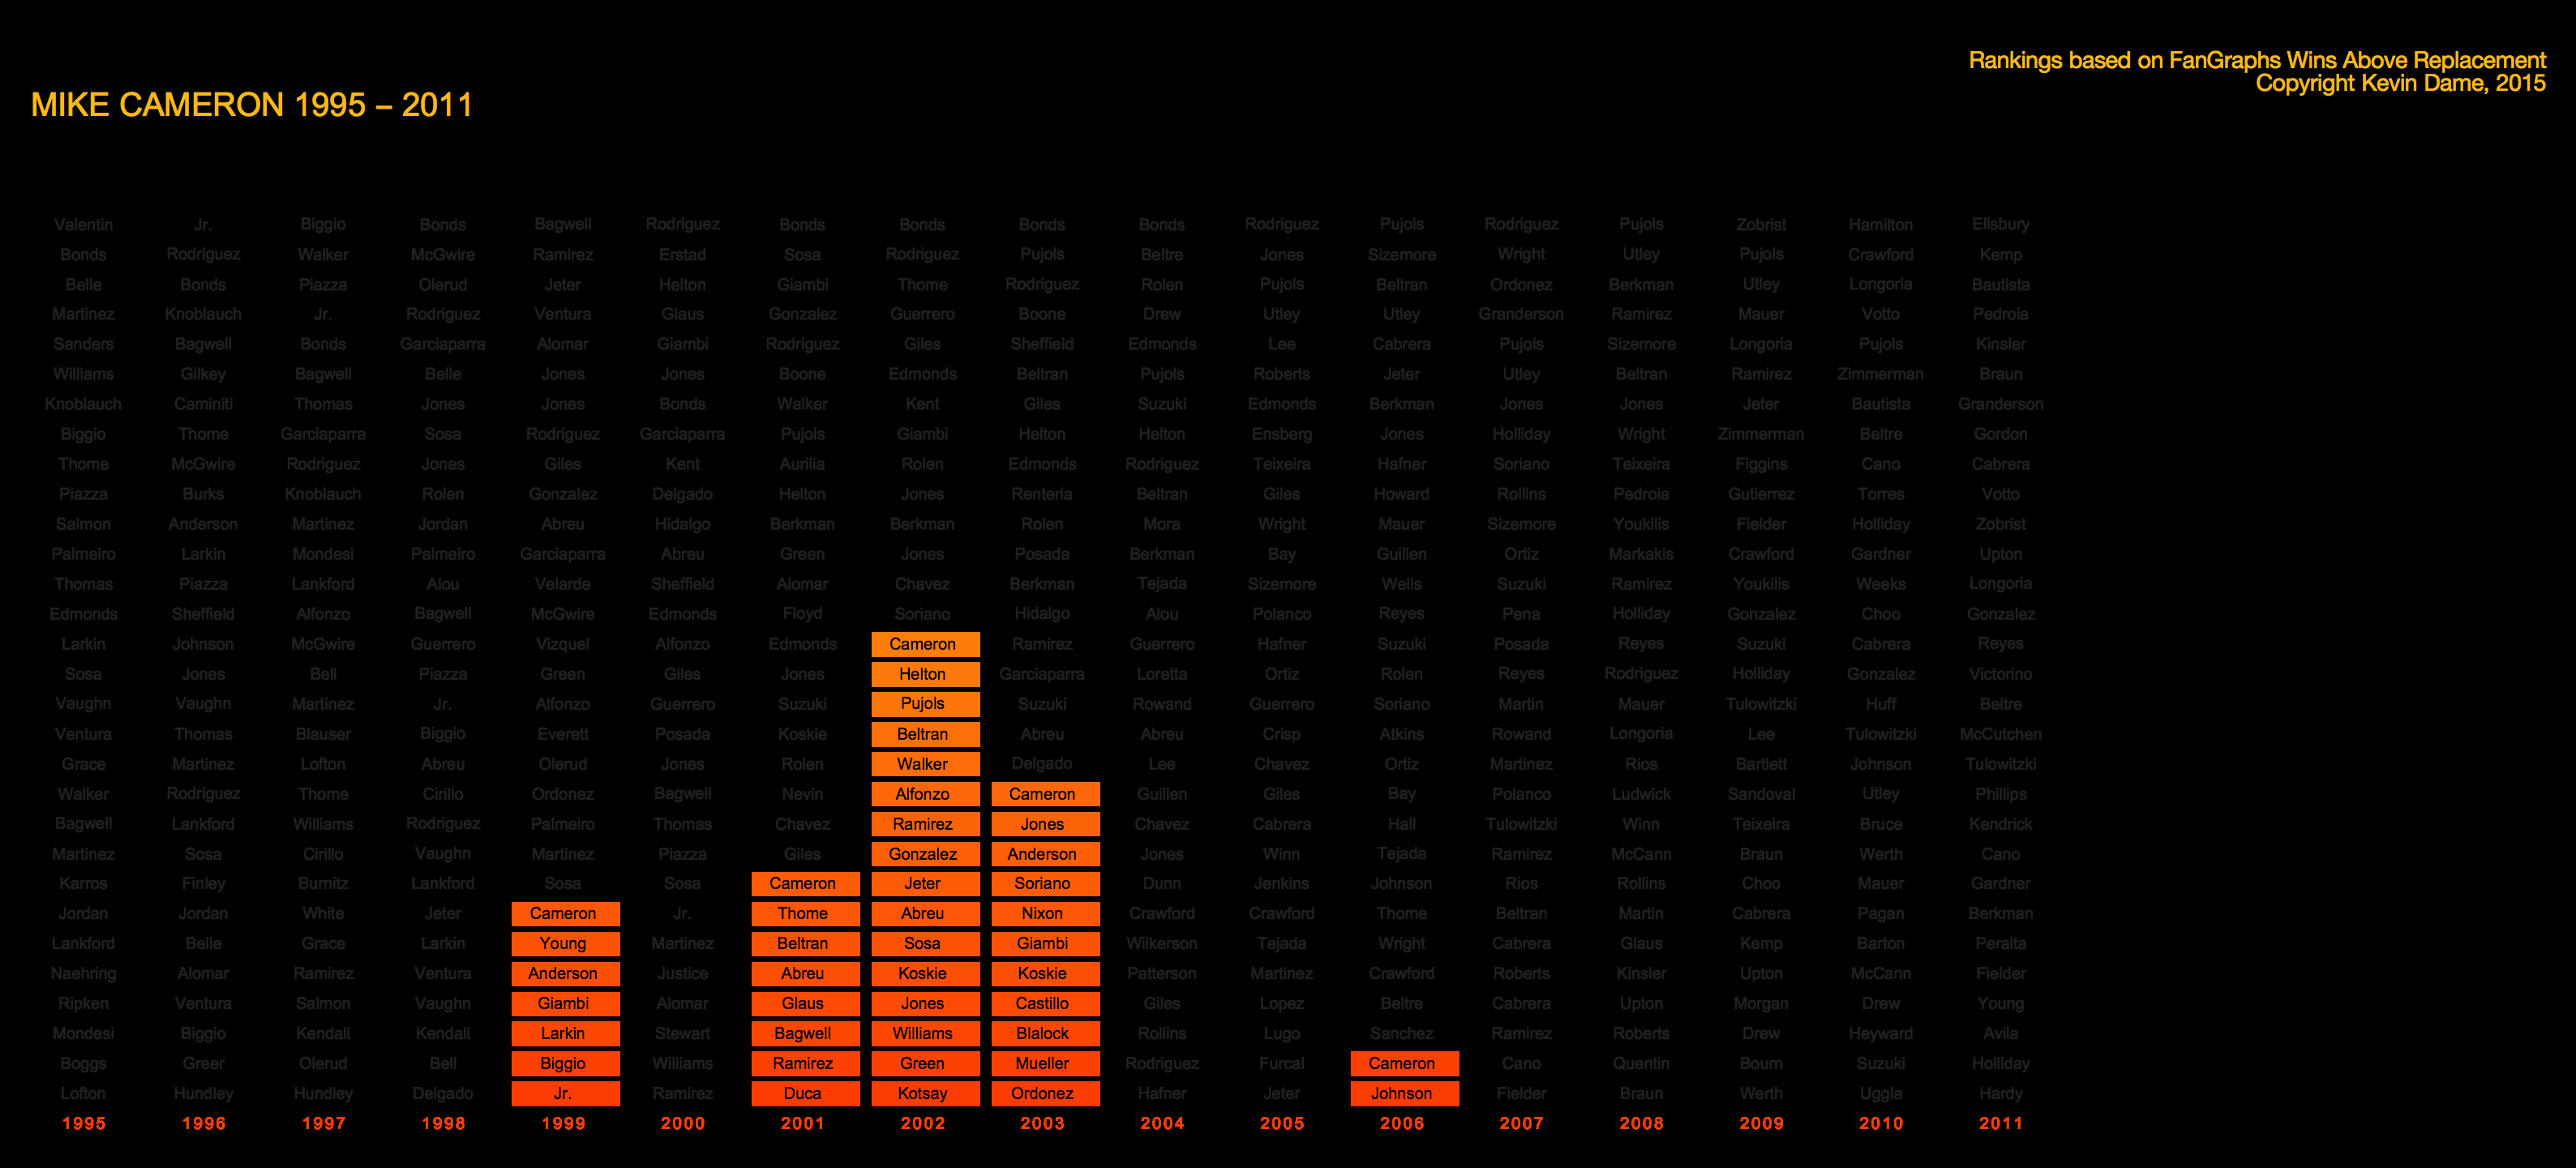 Rankings based on FanGraphs Wins Above Replacement
Copyright Kevin Dame, 2015
MIKE CAMERON 1995 – 2011
Valentin Jr. Biggio Bonds Bagwell Rodriguez Bonds Bonds Bonds Bonds Rodriguez Pujols Rodriguez Pujols Zobrist Hamilton Ellsbury
Bonds Rodriguez Walker McGwire Ramirez Erstad Sosa Rodriguez Pujols Beltre Jones Sizemore Wright Utley Pujols Crawford Kemp
Belle Bonds Piazza Olerud Jeter Helton Giambi Thome Rodriguez Rolen Pujols Beltran Ordonez Berkman Utley Longoria Bautista
Martinez Knoblauch Jr. Rodriguez Ventura Glaus Gonzalez Guerrero Boone Drew Utley Utley Granderson Ramirez Mauer Votto Pedroia
Sanders Bagwell Bonds Garciaparra Alomar Giambi Rodriguez Giles Sheffield Edmonds Lee Cabrera Pujols Sizemore Longoria Pujols Kinsler
Williams Gilkey Bagwell Belle Jones Jones Boone Edmonds Beltran Pujols Roberts Jeter Utley Beltran Ramirez Zimmerman Braun
Knoblauch Caminiti Thomas Jones Jones Bonds Walker Kent Giles Suzuki Edmonds Berkman Jones Jones Jeter Bautista Granderson
Biggio Thome Garciaparra Sosa Rodriguez Garciaparra Pujols Giambi Helton Helton Ensberg Jones Holliday Wright Zimmerman Beltre Gordon
Thome McGwire Rodriguez Jones Giles Kent Aurilia Rolen Edmonds Rodriguez Teixeira Hafner Soriano Teixeira Figgins Cano Cabrera
Piazza Burks Knoblauch Rolen Gonzalez Delgado Helton Jones Renteria Beltran Giles Howard Rollins Pedroia Gutierrez Torres Votto
Salmon Anderson Martinez Jordan Abreu Hidalgo Berkman Berkman Rolen Mora Wright Mauer Sizemore Youkilis Fielder Holliday Zobrist
Palmeiro Larkin Mondesi Palmeiro Garciaparra Abreu Green Jones Posada Berkman Bay Guillen Ortiz Markakis Crawford Gardner Upton
Thomas Piazza Lankford Alou Velarde Sheffield Alomar Chavez Berkman Tejada Sizemore Wells Suzuki Ramirez Youkilis Weeks Longoria
Edmonds Sheffield Alfonzo Bagwell McGwire Edmonds Floyd Soriano Hidalgo Alou Polanco Reyes Pena Holliday Gonzalez Choo Gonzalez
Larkin Johnson McGwire Guerrero Vizquel Alfonzo Edmonds Cameron Ramirez Guerrero Hafner Suzuki Posada Reyes Suzuki Cabrera Reyes
Sosa Jones Bell Piazza Green Giles Jones Helton Garciaparra Loretta Ortiz Rolen Reyes Rodriguez Holliday Gonzalez Victorino
Vaughn Vaughn Martinez Jr. Alfonzo Guerrero Suzuki Pujols Suzuki Rowand Guerrero Soriano Martin Mauer Tulowitzki Huff Beltre
Ventura Thomas Blauser Biggio Everett Posada Koskie Beltran Abreu Abreu Crisp Atkins Rowand Longoria Lee Tulowitzki McCutchen
Grace Martinez Lofton Abreu Olerud Jones Rolen Walker Delgado Lee Chavez Ortiz Martinez Rios Bartlett Johnson Tulowitzki
Walker Rodriguez Thome Cirillo Ordonez Bagwell Nevin Alfonzo Cameron Guillen Giles Bay Polanco Ludwick Sandoval Utley Phillips
Bagwell Lankford Williams Rodriguez Palmeiro Thomas Chavez Ramirez Jones Chavez Cabrera Hall Tulowitzki Winn Teixeira Bruce Kendrick
Martinez Sosa Cirillo Vaughn Martinez Piazza Giles Gonzalez Anderson Jones Winn Tejada Ramirez McCann Braun Werth Cano
Karros Finley Burnitz Lankford Sosa Sosa Cameron Jeter Soriano Dunn Jenkins Johnson Rios Rollins Choo Mauer Gardner
Jordan Jordan White Jeter Cameron Jr. Thome Abreu Nixon Crawford Crawford Thome Beltran Martin Cabrera Pagan Berkman
Lankford Belle Grace Larkin Young Martinez Beltran Sosa Giambi Wilkerson Tejada Wright Cabrera Glaus Kemp Barton Peralta
Naehring Alomar Ramirez Ventura Anderson Justice Abreu Koskie Koskie Patterson Martinez Crawford Roberts Kinsler Upton McCann Fielder
Ripken Ventura Salmon Vaughn Giambi Alomar Glaus Jones Castillo Giles Lopez Beltre Cabrera Upton Morgan Drew Young
Mondesi Biggio Kendall Kendall Larkin Stewart Bagwell Williams Blalock Rollins Lugo Sanchez Ramirez Roberts Drew Heyward Avila
Boggs Greer Olerud Bell Biggio Williams Ramirez Green Mueller Rodriguez Furcal Cameron Cano Quentin Bourn Suzuki Holliday
Lofton Hundley Hundley Delgado Jr. Ramirez Duca Kotsay Ordonez Hafner Jeter Johnson Fielder Braun Werth Uggla Hardy
1995 1996 1997 1998 1999 2000 2001 2002 2003 2004 2005 2006 2007 2008 2009 2010 2011